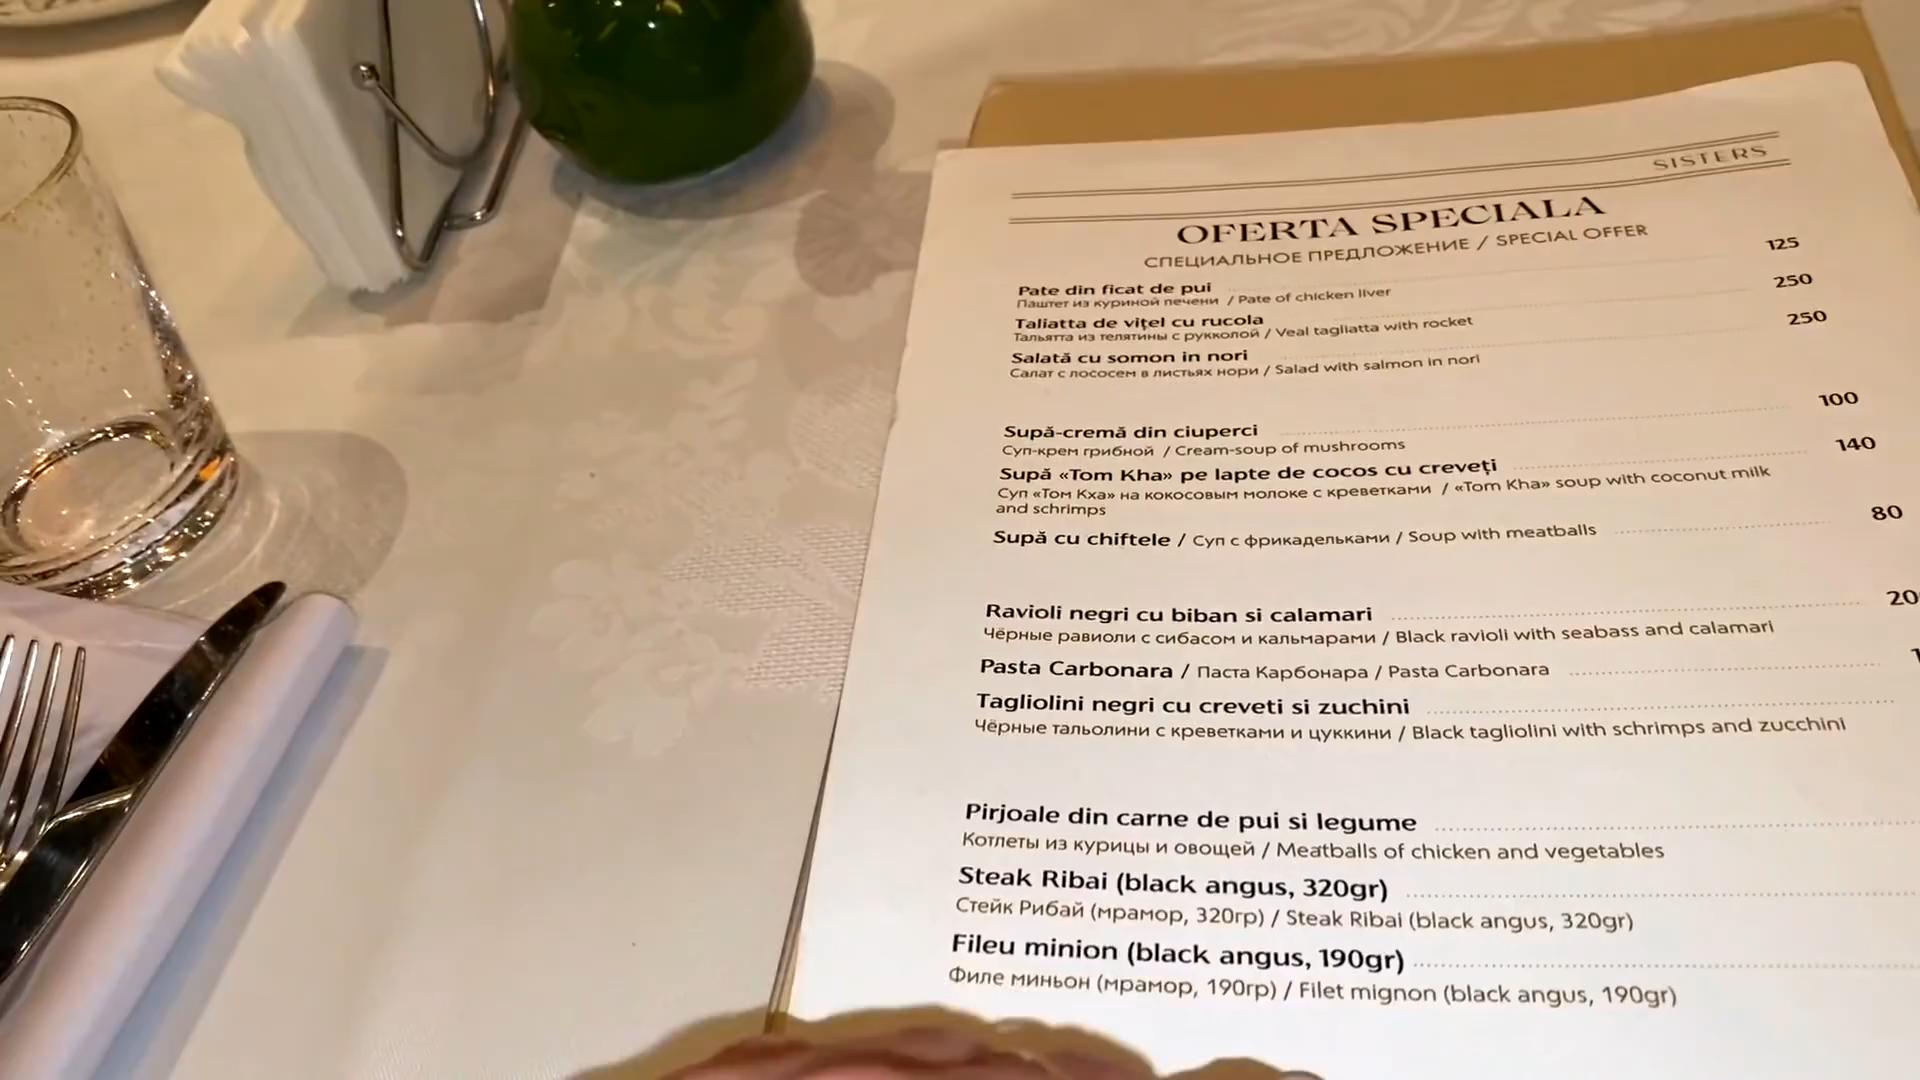 SISTERS
OFERTA SPECIALA
СПЕЦИАЛЬНОЕ ПРЕДЛОЖЕНИЕ / SPECIAL OFFER
Pate din ficat de pui 125
Паштет из куриной печени / Pate of chicken liver
Taliatta de vițel cu rucola 250
Тальятта из телятины с рукколой / Veal tagliatta with rocket
Salată cu somon in nori 250
Салат с лососем в листьях нори / Salad with salmon in nori
Supă-cremă din ciuperci 100
Суп-крем грибной / Cream-soup of mushrooms
Supă «Tom Kha» pe lapte de cocos cu creveți 140
Суп «Том Кха» на кокосовым молоке с креветками / «Tom Kha» soup with coconut milk
and schrimps
Supă cu chiftele / Суп с фрикадельками / Soup with meatballs 80
Ravioli negri cu biban si calamari
Чёрные равиоли с сибасом и кальмарами / Black ravioli with seabass and calamari
Pasta Carbonara / Паста Карбонара / Pasta Carbonara
Tagliolini negri cu creveti si zuchini
Чёрные тальолини с креветками и цуккини / Black tagliolini with schrimps and zucchini
Pirjoale din carne de pui si legume
Котлеты из курицы и овощей / Meatballs of chicken and vegetables
Steak Ribai (black angus, 320gr)
Стейк Рибай (мрамор, 320гр) / Steak Ribai (black angus, 320gr)
Fileu minion (black angus, 190gr)
Филе миньон (мрамор, 190гр) / Filet mignon (black angus, 190gr)